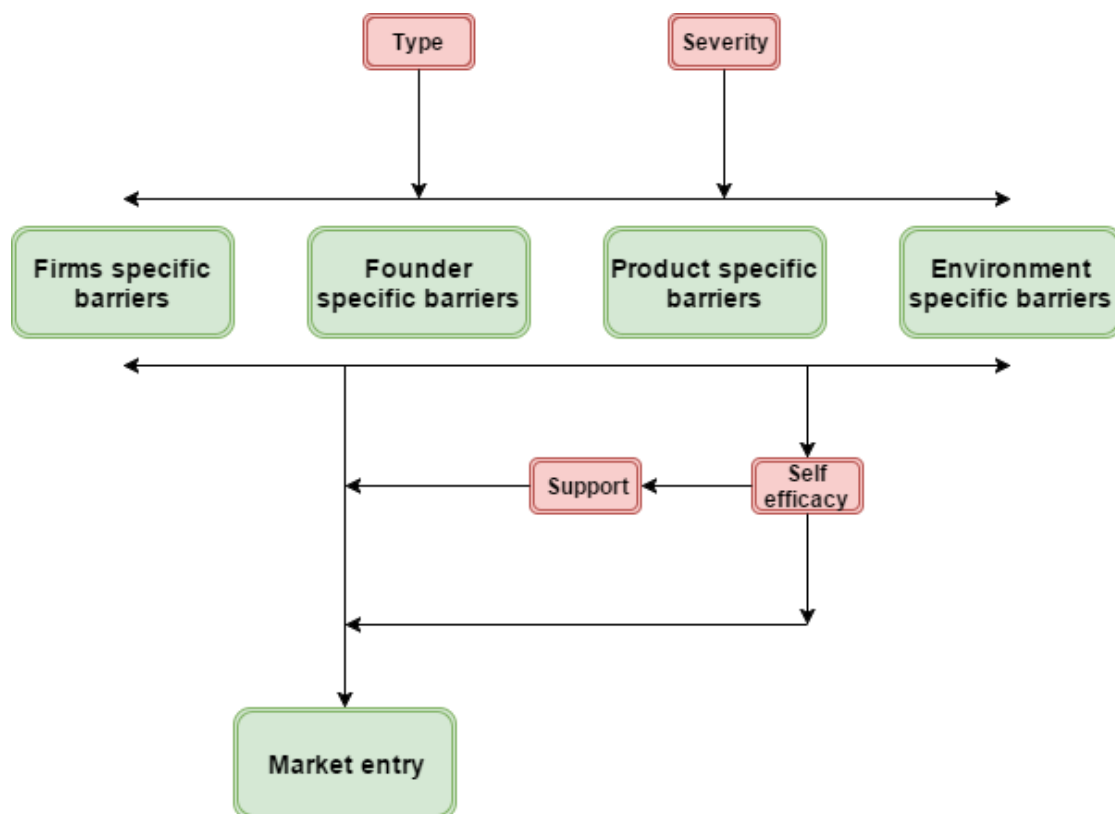 Type
Severity
Firms specific
barriers
Founder
specific barriers
Product specific
barriers
Environment
specific barriers
Support
Self
efficacy
Market entry